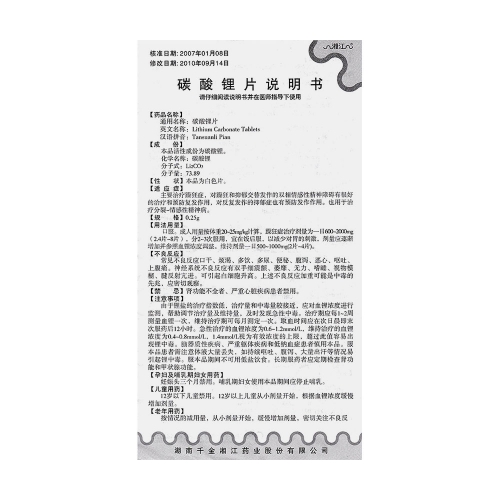 湘江
核准日期：2007年01月08日
修改日期：2010年09月14日
碳酸锂片说明书
请仔细阅读说明书并在医师指导下使用
【药品名称】
通用名称：碳酸锂片
英文名称：Lithium Carbonate Tablets
汉语拼音：Tansuanli Pian
【成　份】
本品活性成份为碳酸锂。
化学名称：碳酸锂
分子式：Li₂CO₃
分子量：73.89
【性　状】本品为白色片。
【适 应 症】
主要治疗躁狂症，对躁狂和抑郁交替发作的双相情感性精神障碍有很好
的治疗和预防复发作用，对反复发作的抑郁症也有预防发作作用。也用于治
疗分裂-情感性精神病。
【规　格】0.25g
【用法用量】
口服。成人用量按体重20~25mg/kg计算，躁狂症治疗剂量为一日600~2000mg
（2.4片~8片），分2~3次服用，宜在饭后服，以减少对胃的刺激，剂量应逐渐
增加并参照血锂浓度调整。维持剂量一日500~1000mg(2片~4片)。
【不良反应】
常见不良反应口干、烦渴、多饮、多尿、便秘、腹泻、恶心、呕吐、
上腹痛。神经系统不良反应有双手细震颤、萎靡、无力、嗜睡、视物模
糊、腱反射亢进。可引起白细胞升高。上述不良反应加重可能是中毒的
先兆，应密切观察。
【禁　忌】肾功能不全者、严重心脏疾病患者禁用。
【注意事项】
由于锂盐的治疗指数低，治疗量和中毒量较接近，应对血锂浓度进行
监测，帮助调节治疗量及维持量，及时发现急性中毒。治疗期应每1~2周
测量血锂一次，维持治疗期可每月测定一次。取血时间应在次日晨即末
次服药后12小时。急性治疗的血锂浓度为0.6~1.2mmol/L，维持治疗的血锂
浓度为0.4~0.8mmol/L，1.4mmol/L视为有效浓度的上限，超过此值容易出
现锂中毒。脑器质性疾病、严重躯体疾病和低钠血症患者慎用本品。服
本品患者需注意体液大量丢失，如持续呕吐、腹泻、大量出汗等情况易
引起锂中毒。服本品期间不可用低盐饮食。长期服药者应定期检查肾功
能和甲状腺功能。
【孕妇及哺乳期妇女用药】
妊娠头三个月禁用。哺乳期妇女使用本品期间应停止哺乳。
【儿童用药】
12岁以下儿童禁用。12岁以上儿童从小剂量开始，根据血锂浓度缓慢
增加剂量。
【老年用药】
按情况酌减用量，从小剂量开始，缓慢增加剂量，密切关注不良反
湖南千金湘江药业股份有限公司